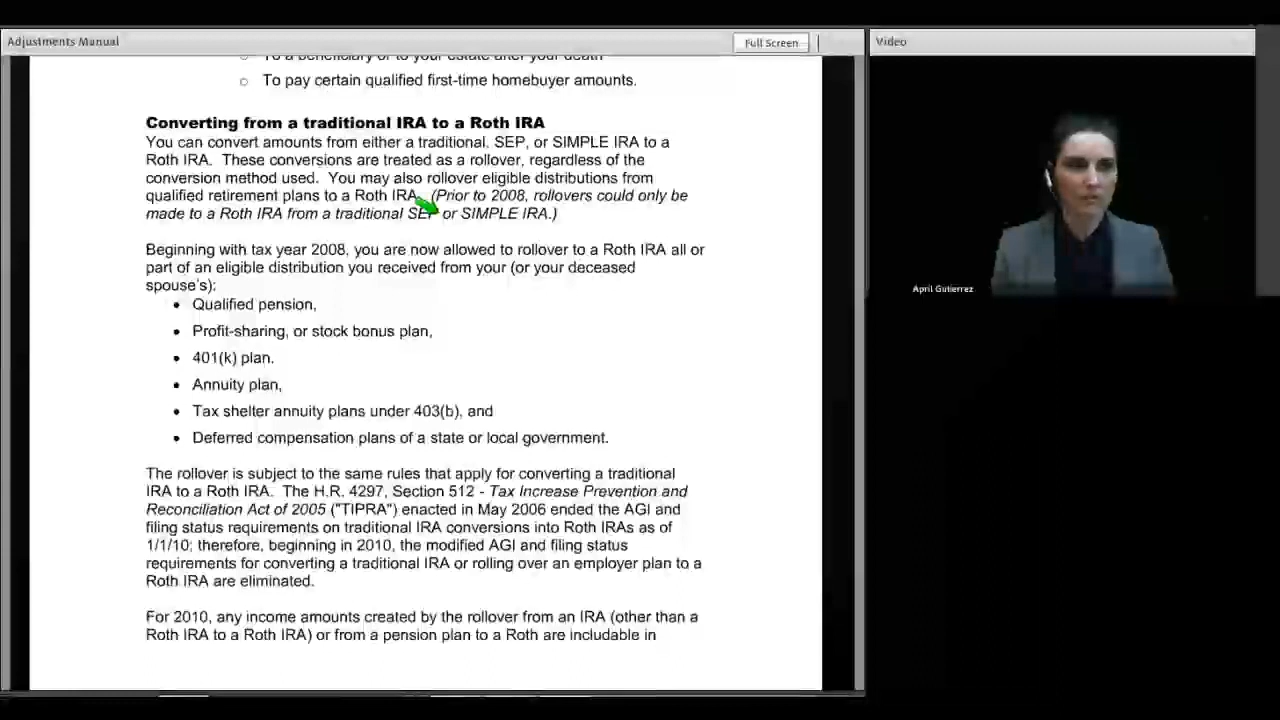 Adjustments Manual
Full Screen
Video
To a beneficiary or to your estate after your death
To pay certain qualified first-time homebuyer amounts.
Converting from a traditional IRA to a Roth IRA
You can convert amounts from either a traditional, SEP, or SIMPLE IRA to a
Roth IRA. These conversions are treated as a rollover, regardless of the
conversion method used. You may also rollover eligible distributions from
qualified retirement plans to a Roth IRA. (Prior to 2008, rollovers could only be
made to a Roth IRA from a traditional SEP or SIMPLE IRA.)
Beginning with tax year 2008, you are now allowed to rollover to a Roth IRA all or
part of an eligible distribution you received from your (or your deceased
spouse's):
Qualified pension,
Profit-sharing, or stock bonus plan,
401(k) plan.
Annuity plan,
Tax shelter annuity plans under 403(b), and
Deferred compensation plans of a state or local government.
The rollover is subject to the same rules that apply for converting a traditional
IRA to a Roth IRA. The H.R. 4297, Section 512 - Tax Increase Prevention and
Reconciliation Act of 2005 ("TIPRA") enacted in May 2006 ended the AGI and
filing status requirements on traditional IRA conversions into Roth IRAs as of
1/1/10; therefore, beginning in 2010, the modified AGI and filing status
requirements for converting a traditional IRA or rolling over an employer plan to a
Roth IRA are eliminated.
For 2010, any income amounts created by the rollover from an IRA (other than a
Roth IRA to a Roth IRA) or from a pension plan to a Roth are includable in
April Gutierrez